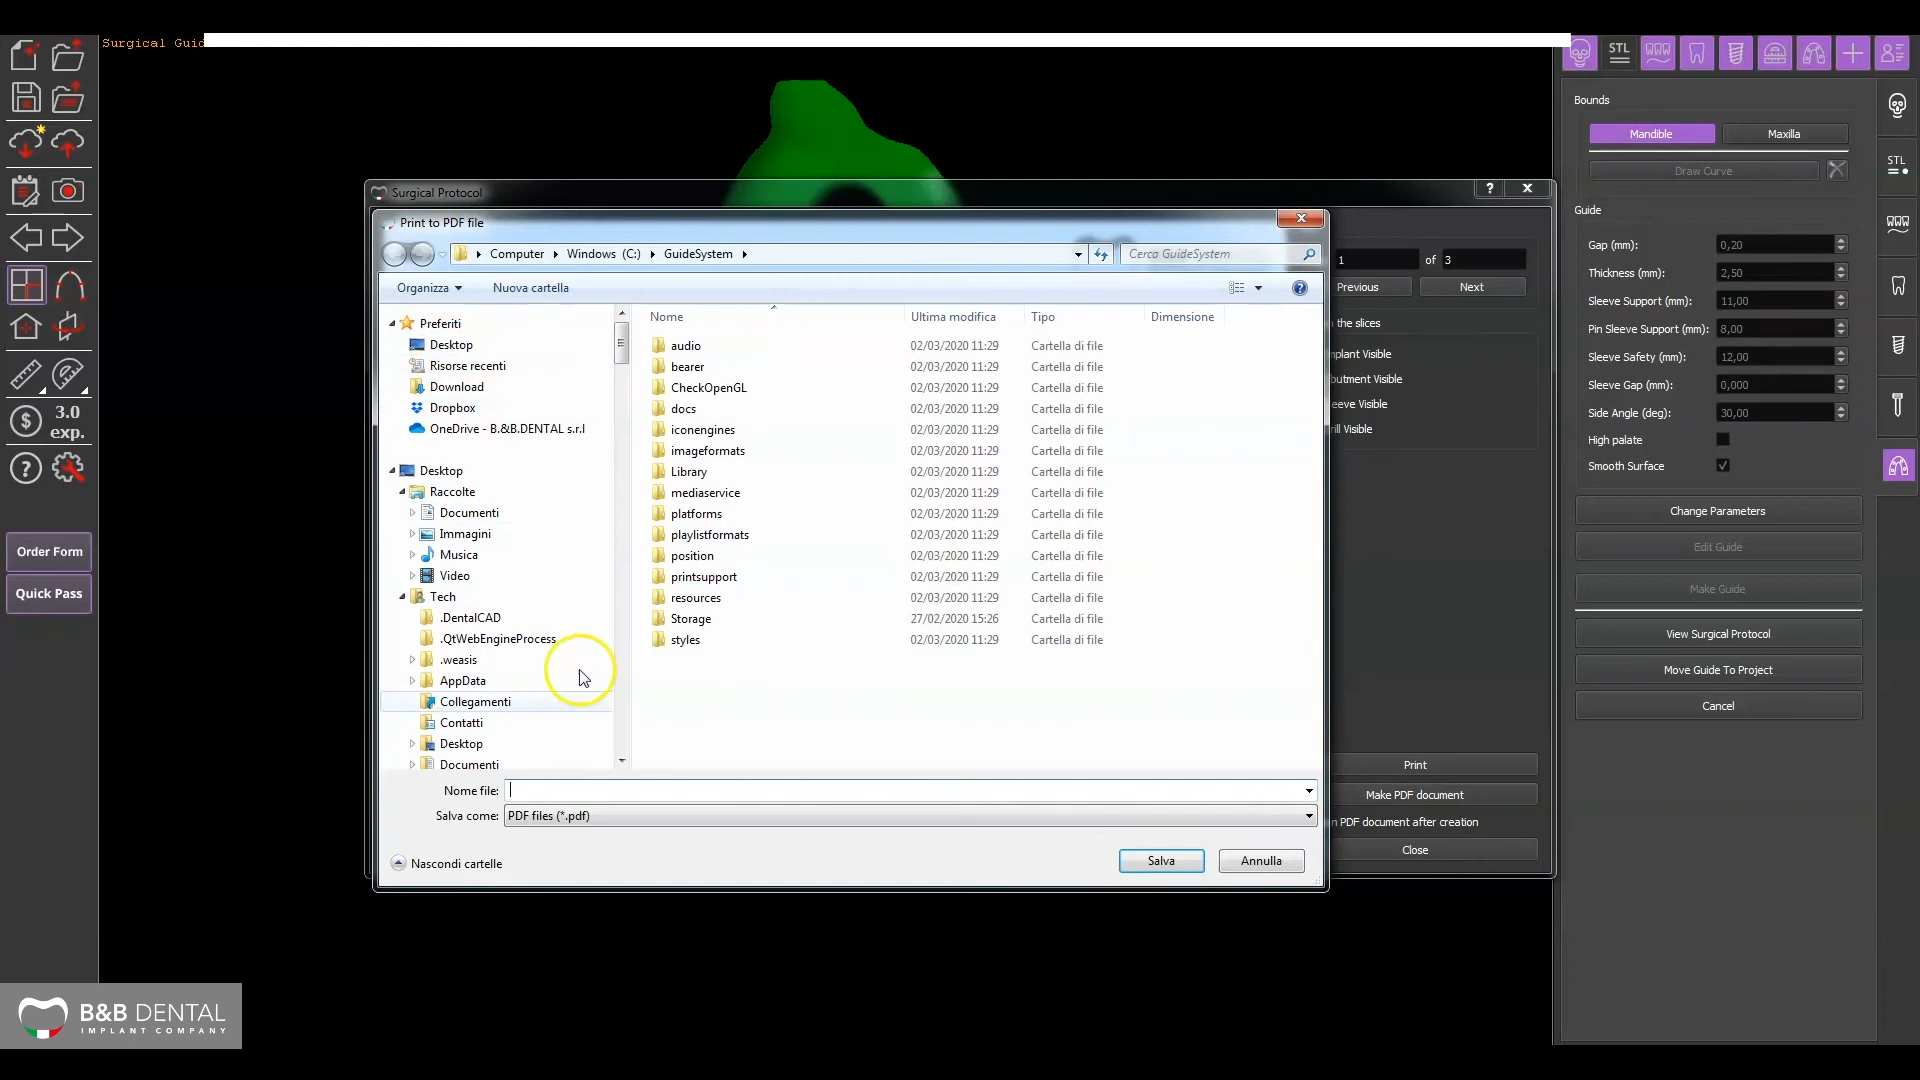 Surgical Guid
STL
Surgical Protocol
?
Print to PDF file
Computer
Windows (C:)
GuideSystem
Cerca GuideSystem
Organizza
Nuova cartella
Preferiti
Desktop
Risorse recenti
Download
Dropbox
OneDrive - B.&B.DENTAL s.r.l
Desktop
Raccolte
Documenti
Immagini
Musica
Video
Tech
.DentalCAD
.QtWebEngineProcess
.weasis
AppData
Collegamenti
Contatti
Desktop
Documenti
Nome Ultima modifica Tipo Dimensione
audio 02/03/2020 11:29 Cartella di file
bearer 02/03/2020 11:29 Cartella di file
CheckOpenGL 02/03/2020 11:29 Cartella di file
docs 02/03/2020 11:29 Cartella di file
iconengines 02/03/2020 11:29 Cartella di file
imageformats 02/03/2020 11:29 Cartella di file
Library 02/03/2020 11:29 Cartella di file
mediaservice 02/03/2020 11:29 Cartella di file
platforms 02/03/2020 11:29 Cartella di file
playlistformats 02/03/2020 11:29 Cartella di file
position 02/03/2020 11:29 Cartella di file
printsupport 02/03/2020 11:29 Cartella di file
resources 02/03/2020 11:29 Cartella di file
Storage 27/02/2020 15:26 Cartella di file
styles 02/03/2020 11:29 Cartella di file
Nome file:
Salva come: PDF files (*.pdf)
Nascondi cartelle
Salva
Annulla
1 of 3
Previous
Next
n the slices
mplant Visible
butment Visible
eeve Visible
rill Visible
Print
Make PDF document
n PDF document after creation
Close
Bounds
Mandible
Maxilla
Draw Curve
Guide
Gap (mm): 0,20
Thickness (mm): 2,50
Sleeve Support (mm): 11,00
Pin Sleeve Support (mm): 8,00
Sleeve Safety (mm): 12,00
Sleeve Gap (mm): 0,000
Side Angle (deg): 30,00
High palate
Smooth Surface
Change Parameters
Edit Guide
Make Guide
View Surgical Protocol
Move Guide To Project
Cancel
STL
$ 3.0
exp.
?
Order Form
Quick Pass
B&B DENTAL
IMPLANT COMPANY